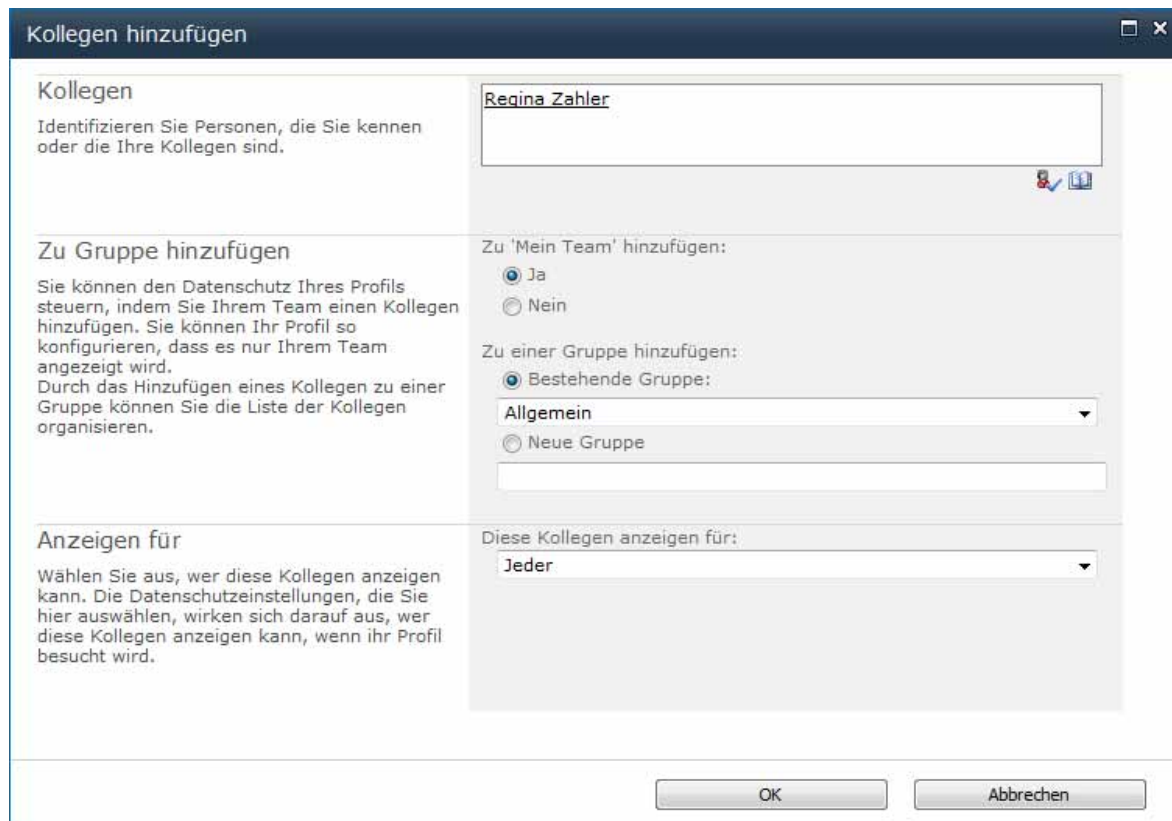 Kollegen hinzufügen
Kollegen
Identifizieren Sie Personen, die Sie kennen
oder die Ihre Kollegen sind.
Regina Zahler
Zu Gruppe hinzufügen
Sie können den Datenschutz Ihres Profils
steuern, indem Sie Ihrem Team einen Kollegen
hinzufügen. Sie können Ihr Profil so
konfigurieren, dass es nur Ihrem Team
angezeigt wird.
Durch das Hinzufügen eines Kollegen zu einer
Gruppe können Sie die Liste der Kollegen
organisieren.
Zu 'Mein Team' hinzufügen:
Ja
Nein
Zu einer Gruppe hinzufügen:
Bestehende Gruppe:
Allgemein
Neue Gruppe
Anzeigen für
Wählen Sie aus, wer diese Kollegen anzeigen
kann. Die Datenschutzeinstellungen, die Sie
hier auswählen, wirken sich darauf aus, wer
diese Kollegen anzeigen kann, wenn ihr Profil
besucht wird.
Diese Kollegen anzeigen für:
Jeder
OK
Abbrechen